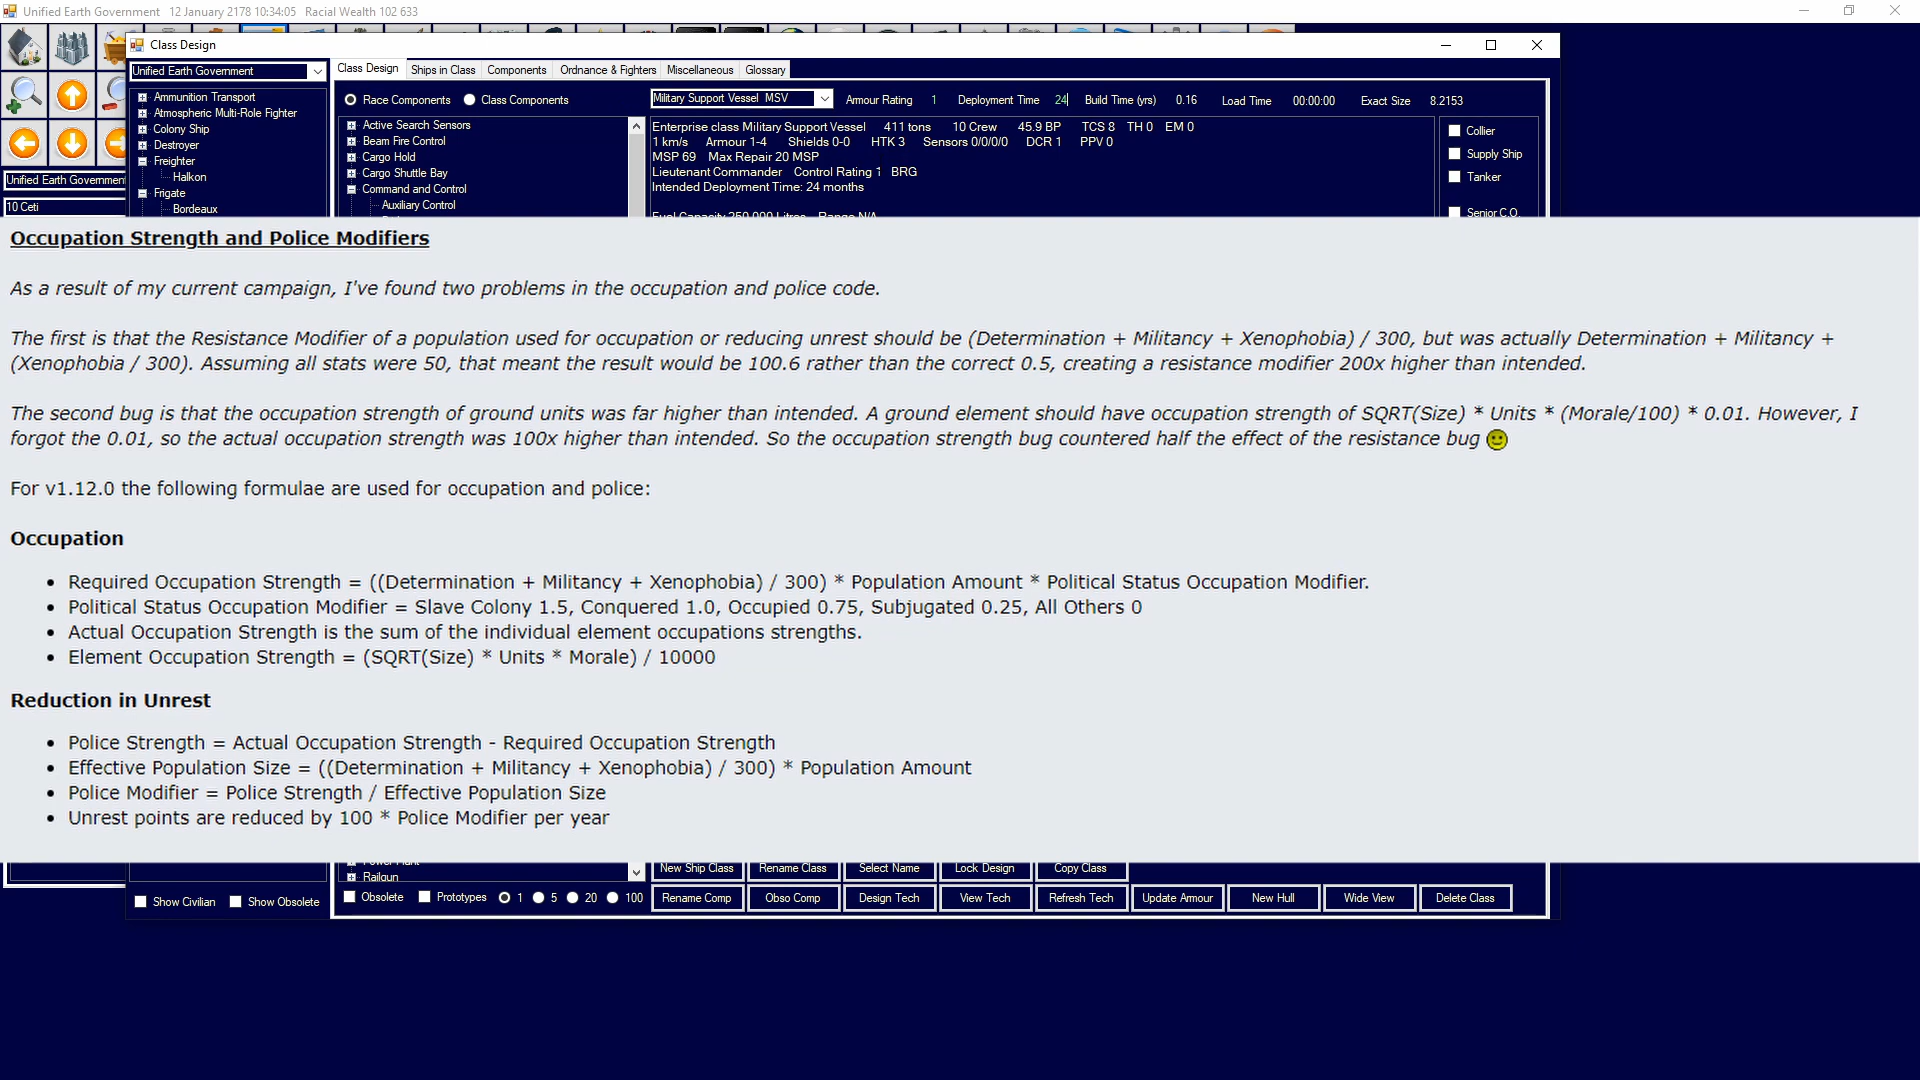 Unified Earth Government   12 January 2178 10:34:05   Racial Wealth 102 633
Class Design
Unified Earth Government
Class Design   Ships in Class   Components   Ordnance & Fighters   Miscellaneous   Glossary
Ammunition Transport
Atmospheric Multi-Role Fighter
Colony Ship
Destroyer
Freighter
Halkon
Frigate
Bordeaux
Unified Earth Government
10 Ceti
Race Components   Class Components
Military Support Vessel  MSV   Armour Rating   1   Deployment Time   24   Build Time (yrs)   0.16   Load Time   00:00:00   Exact Size   8.2153
Active Search Sensors
Beam Fire Control
Cargo Hold
Cargo Shuttle Bay
Command and Control
Auxiliary Control
Enterprise class Military Support Vessel   411 tons   10 Crew   45.9 BP   TCS 8   TH 0   EM 0
1 km/s   Armour 1-4   Shields 0-0   HTK 3   Sensors 0/0/0/0   DCR 1   PPV 0
MSP 69   Max Repair 20 MSP
Lieutenant Commander   Control Rating 1   BRG
Intended Deployment Time: 24 months
Fuel Capacity 250 000 Litres   Range N/A
Collier
Supply Ship
Tanker
Senior C.O.
Occupation Strength and Police Modifiers
As a result of my current campaign, I've found two problems in the occupation and police code.
The first is that the Resistance Modifier of a population used for occupation or reducing unrest should be (Determination + Militancy + Xenophobia) / 300, but was actually Determination + Militancy +
(Xenophobia / 300). Assuming all stats were 50, that meant the result would be 100.6 rather than the correct 0.5, creating a resistance modifier 200x higher than intended.
The second bug is that the occupation strength of ground units was far higher than intended. A ground element should have occupation strength of SQRT(Size) * Units * (Morale/100) * 0.01. However, I
forgot the 0.01, so the actual occupation strength was 100x higher than intended. So the occupation strength bug countered half the effect of the resistance bug
For v1.12.0 the following formulae are used for occupation and police:
Occupation
• Required Occupation Strength = ((Determination + Militancy + Xenophobia) / 300) * Population Amount * Political Status Occupation Modifier.
• Political Status Occupation Modifier = Slave Colony 1.5, Conquered 1.0, Occupied 0.75, Subjugated 0.25, All Others 0
• Actual Occupation Strength is the sum of the individual element occupations strengths.
• Element Occupation Strength = (SQRT(Size) * Units * Morale) / 10000
Reduction in Unrest
• Police Strength = Actual Occupation Strength - Required Occupation Strength
• Effective Population Size = ((Determination + Militancy + Xenophobia) / 300) * Population Amount
• Police Modifier = Police Strength / Effective Population Size
• Unrest points are reduced by 100 * Police Modifier per year
Power Plant
Railgun
New Ship Class   Rename Class   Select Name   Lock Design   Copy Class
Show Civilian   Show Obsolete
Obsolete   Prototypes   1   5   20   100
Rename Comp   Obso Comp   Design Tech   View Tech   Refresh Tech   Update Armour   New Hull   Wide View   Delete Class